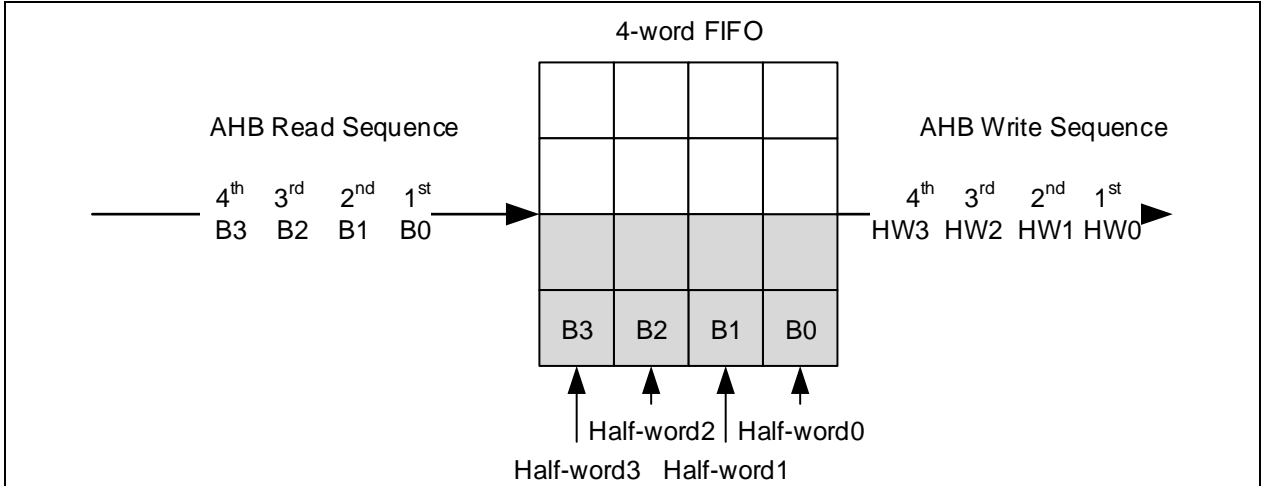 4-word FIFO
AHB Read Sequence
AHB Write Sequence
4th 3rd 2nd 1st
B3 B2 B1 B0
4th 3rd 2nd 1st
HW3 HW2 HW1 HW0
B3 B2 B1 B0
Half-word2 Half-word0
Half-word3 Half-word1